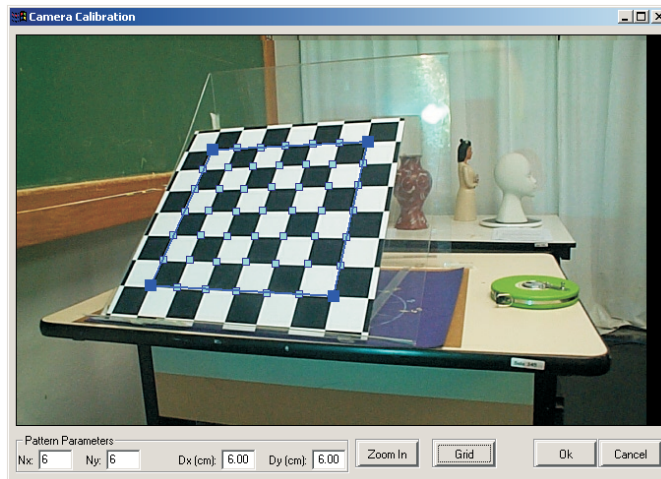 Camera Calibration
Pattern Parameters
Nx: 6 Ny: 6 Dx (cm): 6.00 Dy (cm): 6.00
Zoom In
Grid
Ok
Cancel